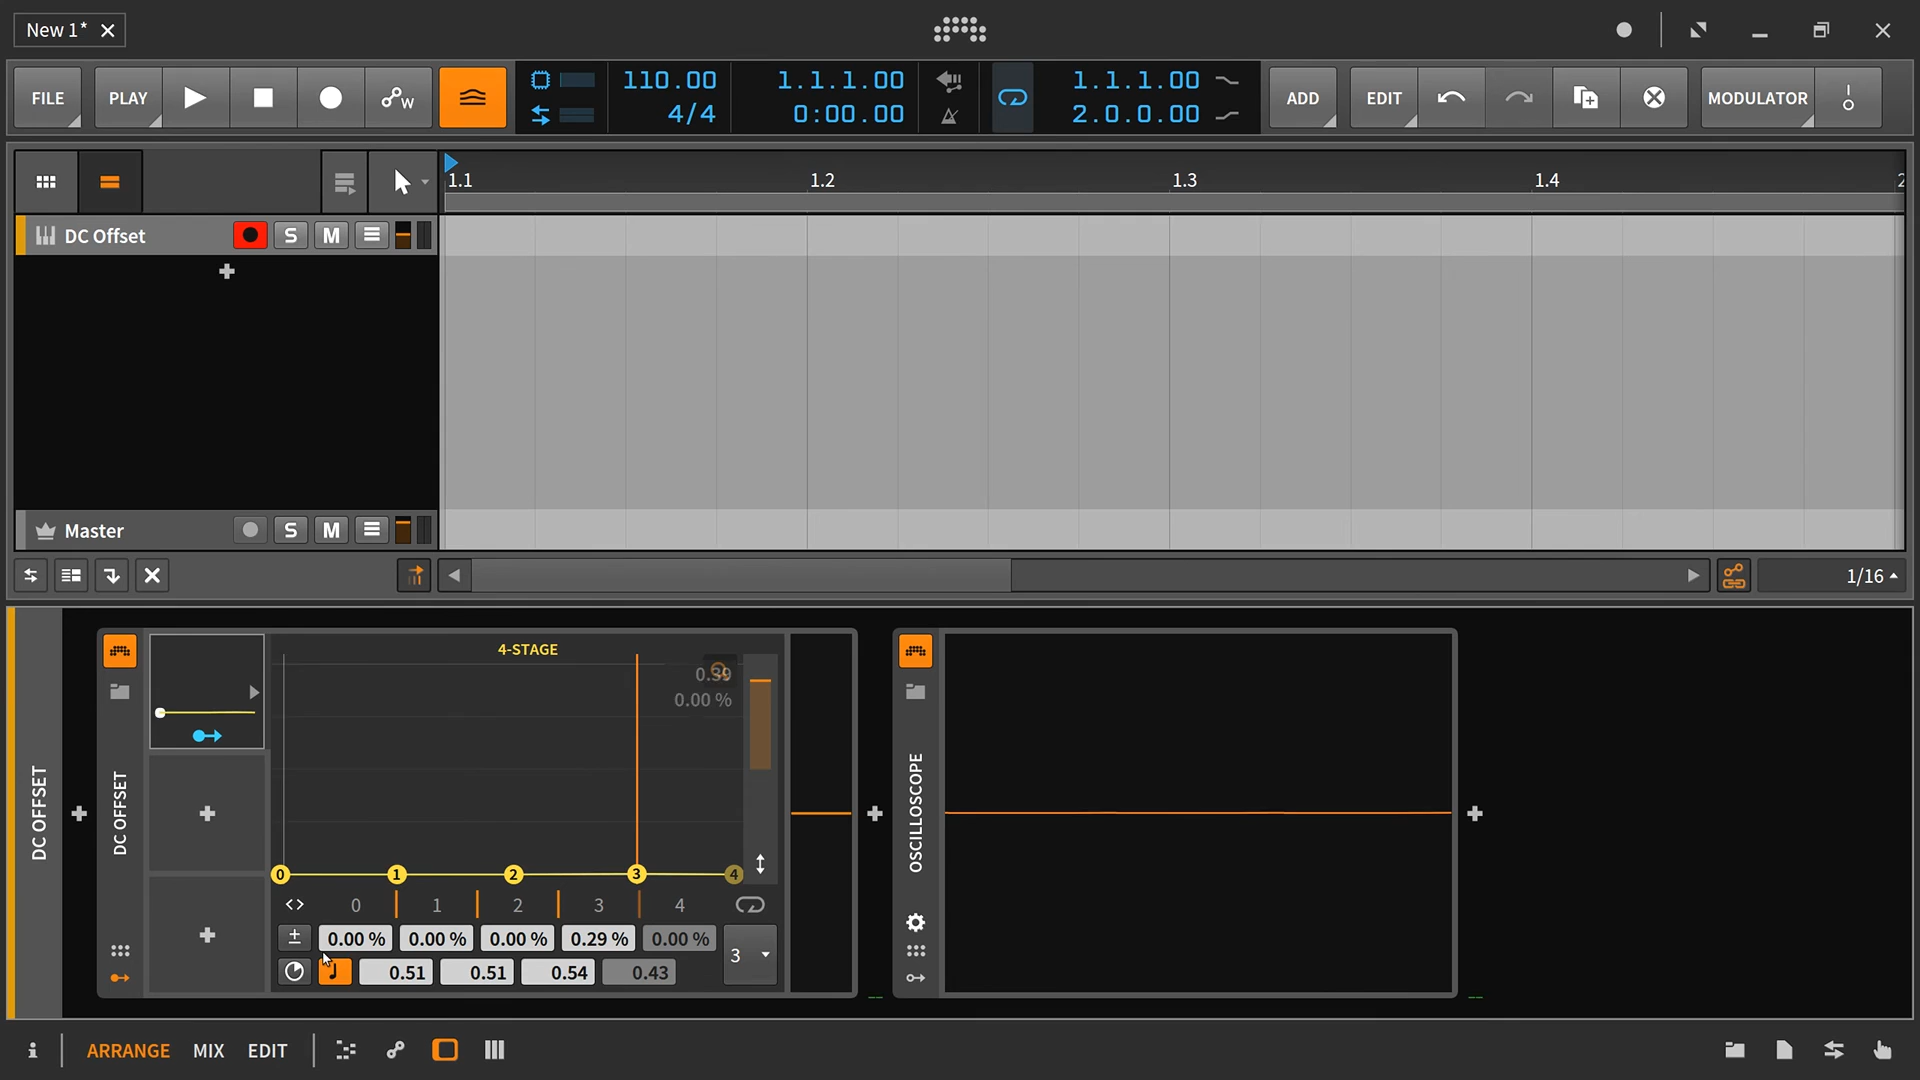 New 1*
FILE PLAY 110.00 1.1.1.00 1.1.1.00 ADD EDIT MODULATOR
4/4 0:00.00 2.0.0.00
1.1 1.2 1.3 1.4 2
DC Offset S M
Master S M
1/16
4-STAGE
0.39
0.00 %
DC OFFSET
DC OFFSET
OSCILLOSCOPE
0 1 2 3 4
0 1 2 3 4
± 0.00 % 0.00 % 0.00 % 0.29 % 0.00 %
3
0.51 0.51 0.54 0.43
i ARRANGE MIX EDIT